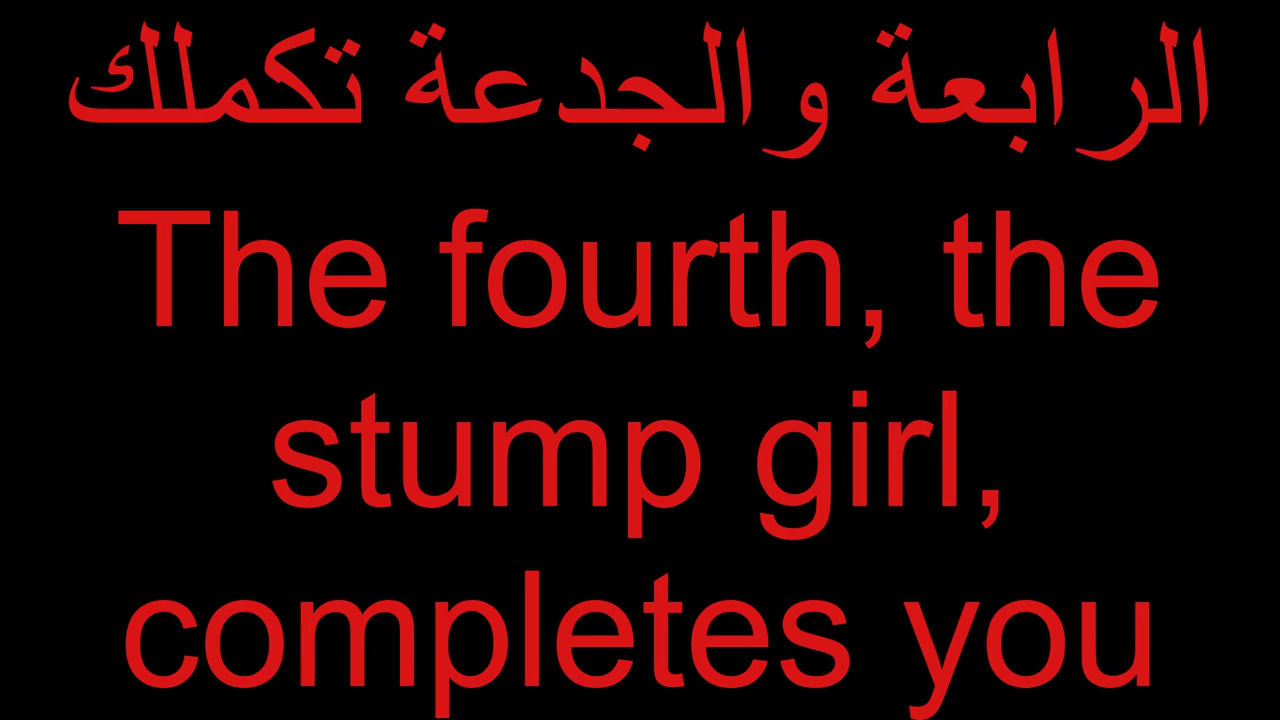 الرابعة والجدعة تكملك
The fourth, the
stump girl,
completes you